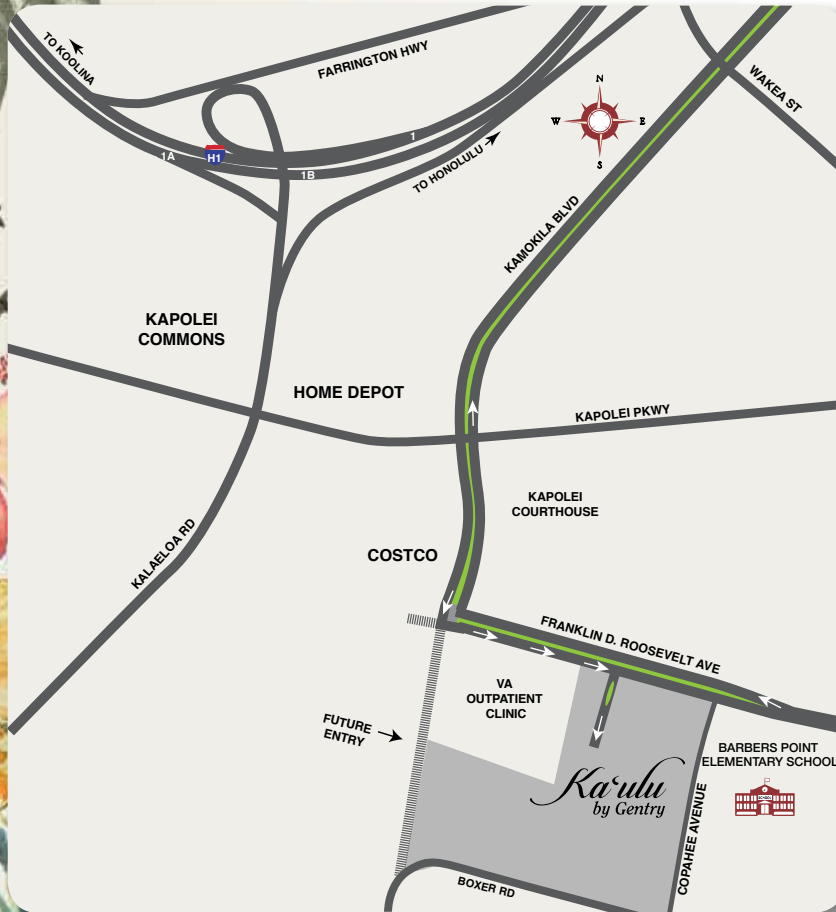 TO KOOLINA
FARRINGTON HWY
N
W
E
S
WAKEA ST
1
1A
H1
1B
TO HONOLULU
KAMOKILA BLVD
KAPOLEI
COMMONS
HOME DEPOT
KAPOLEI PKWY
KAPOLEI
COURTHOUSE
KALAELOA RD
COSTCO
FRANKLIN D. ROOSEVELT AVE
VA
OUTPATIENT
CLINIC
FUTURE
ENTRY
BARBERS POINT
ELEMENTARY SCHOOL
SCHOOL
Ka'ulu
by Gentry
COPAHEE AVENUE
BOXER RD